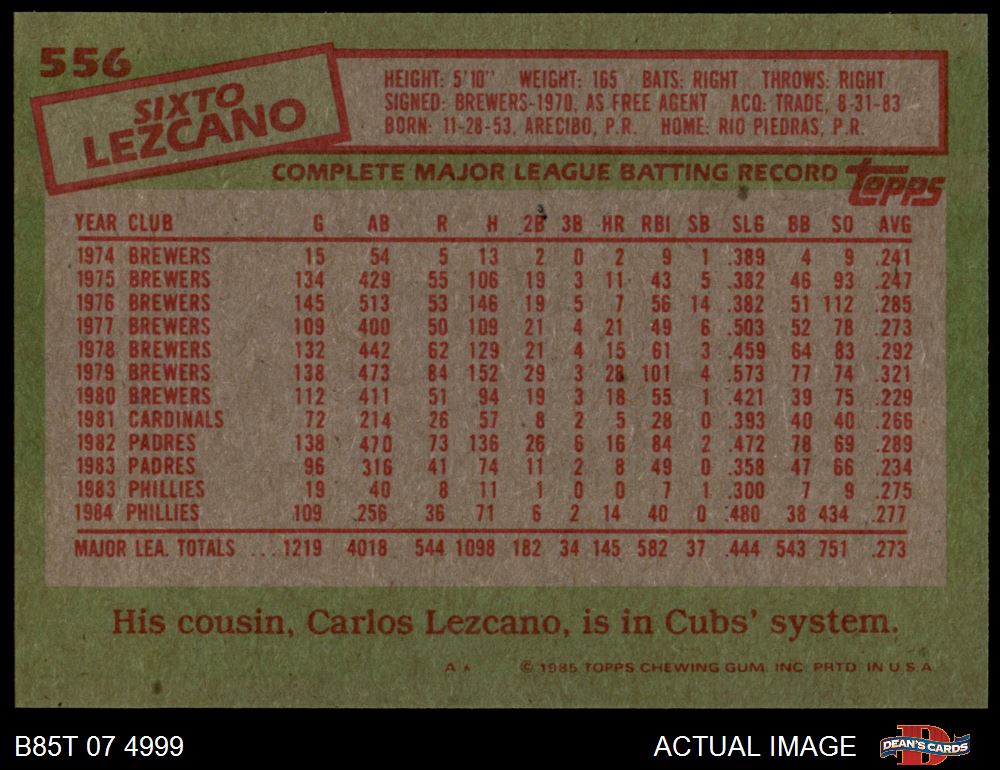 556
SIXTO
LEZCANO
HEIGHT: 5'10" WEIGHT: 165 BATS: RIGHT THROWS: RIGHT
SIGNED: BREWERS-1970, AS FREE AGENT ACQ: TRADE, 8-31-83
BORN: 11-28-53, ARECIBO, P.R. HOME: RIO PIEDRAS, P.R.
COMPLETE MAJOR LEAGUE BATTING RECORD topps
YEAR CLUB G AB R H 2B 3B HR RBI SB SLG BB SO AVG
1974 BREWERS 15 54 5 13 2 0 2 9 1 .389 4 9 .241
1975 BREWERS 134 429 55 106 19 3 11 43 5 .382 46 93 .247
1976 BREWERS 145 513 53 146 19 5 7 56 14 .382 51 112 .285
1977 BREWERS 109 400 50 109 21 4 21 49 6 .503 52 78 .273
1978 BREWERS 132 442 62 129 21 4 15 61 3 .459 64 83 .292
1979 BREWERS 138 473 84 152 29 3 28 101 4 .573 77 74 .321
1980 BREWERS 112 411 51 94 19 3 18 55 1 .421 39 75 .229
1981 CARDINALS 72 214 26 57 8 2 5 28 0 .393 40 40 .266
1982 PADRES 138 470 73 136 26 6 16 84 2 .472 78 69 .289
1983 PADRES 96 316 41 74 11 2 8 49 0 .358 47 66 .234
1983 PHILLIES 19 40 8 11 1 0 0 7 1 .300 7 9 .275
1984 PHILLIES 109 256 36 71 6 2 14 40 0 .480 38 434 .277
MAJOR LEA. TOTALS ...1219 4018 544 1098 182 34 145 582 37 .444 543 751 .273
His cousin, Carlos Lezcano, is in Cubs' system.
A * © 1985 TOPPS CHEWING GUM, INC. PRTD. IN U.S.A.
B85T 07 4999 ACTUAL IMAGE DEAN'S CARDS